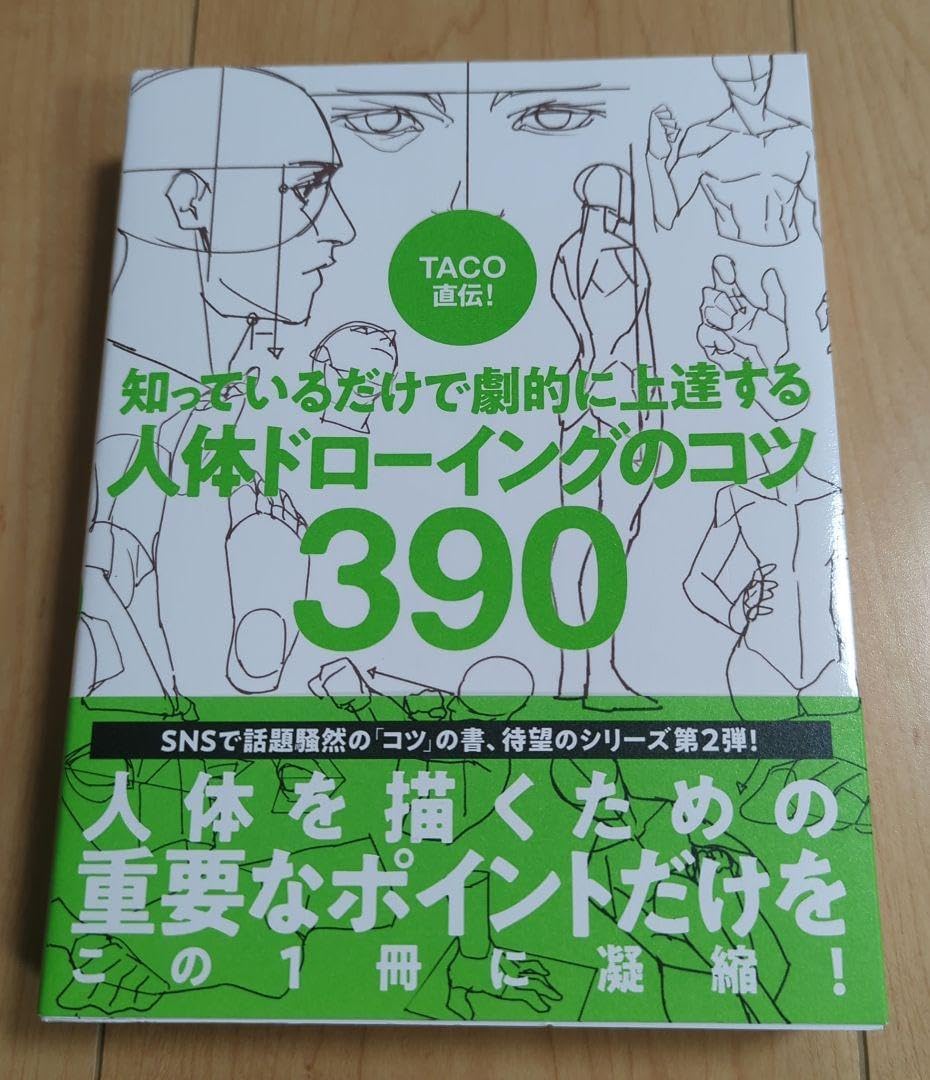 TACO
直伝!
知っているだけで劇的に上達する
人体ドローイングのコツ
390
SNSで話題騒然の「コツ」の書、待望のシリーズ第2弾!
人体を描くための
重要なポイントだけを
この1冊に凝縮!